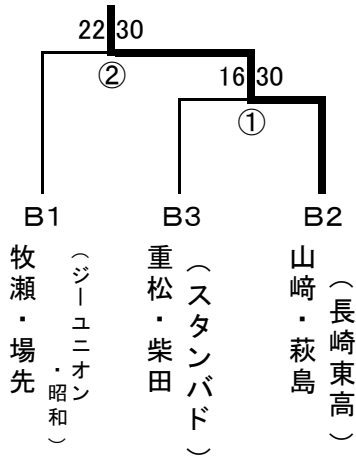 22 30
②
16 30
①
B1
B3
B2
牧瀬・場先
（ジーユニオン
・昭和）
重松・柴田
（スタンバド）
山﨑・萩島
（長崎東高）